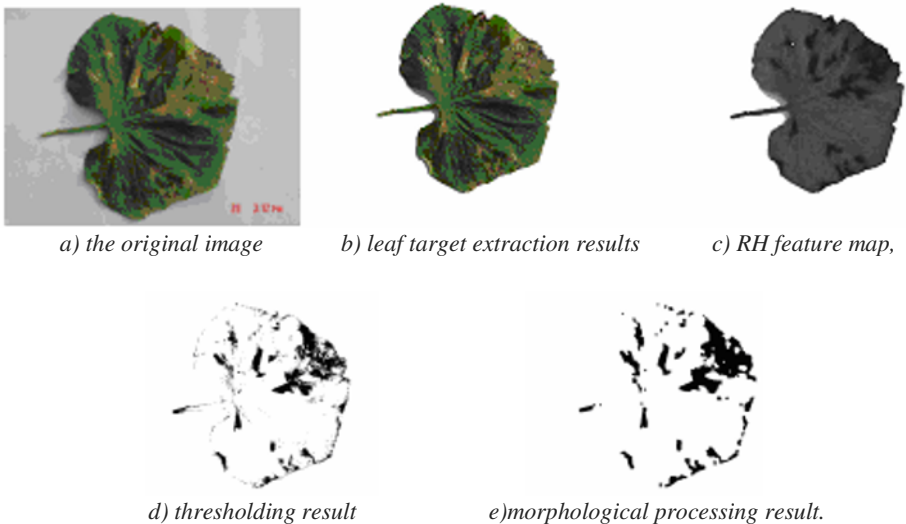 a) the original image
b) leaf target extraction results
c) RH feature map,
d) thresholding result
e)morphological processing result.